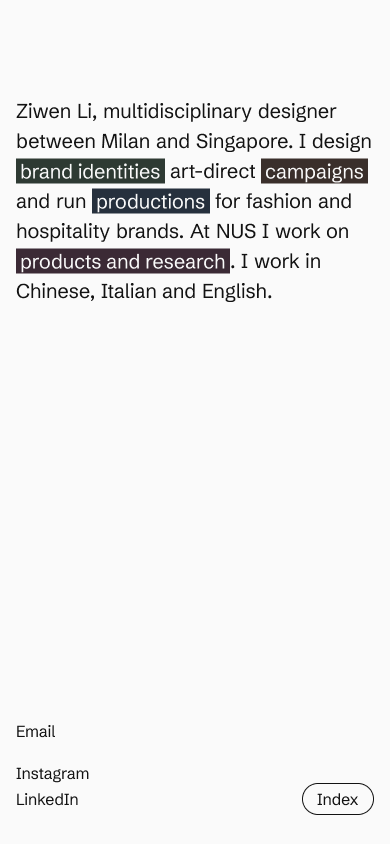 Ziwen Li, multidisciplinary designer
between Milan and Singapore. I design
brand identities art-direct campaigns
and run productions for fashion and
hospitality brands. At NUS I work on
products and research. I work in
Chinese, Italian and English.
Email
Instagram
LinkedIn
Index